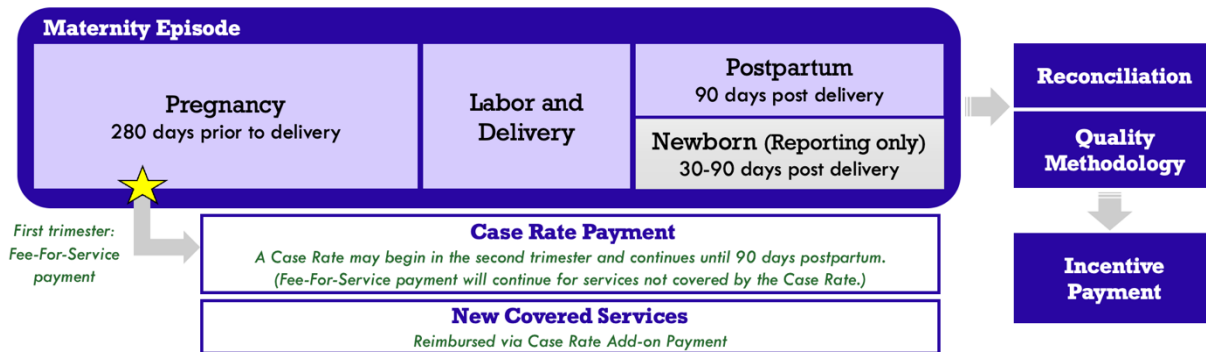 Maternity Episode
Pregnancy
280 days prior to delivery
Labor and
Delivery
Postpartum
90 days post delivery
Newborn (Reporting only)
30-90 days post delivery
Reconciliation
Quality
Methodology
Incentive
Payment
First trimester:
Fee-For-Service
payment
Case Rate Payment
A Case Rate may begin in the second trimester and continues until 90 days postpartum.
(Fee-For-Service payment will continue for services not covered by the Case Rate.)
New Covered Services
Reimbursed via Case Rate Add-on Payment